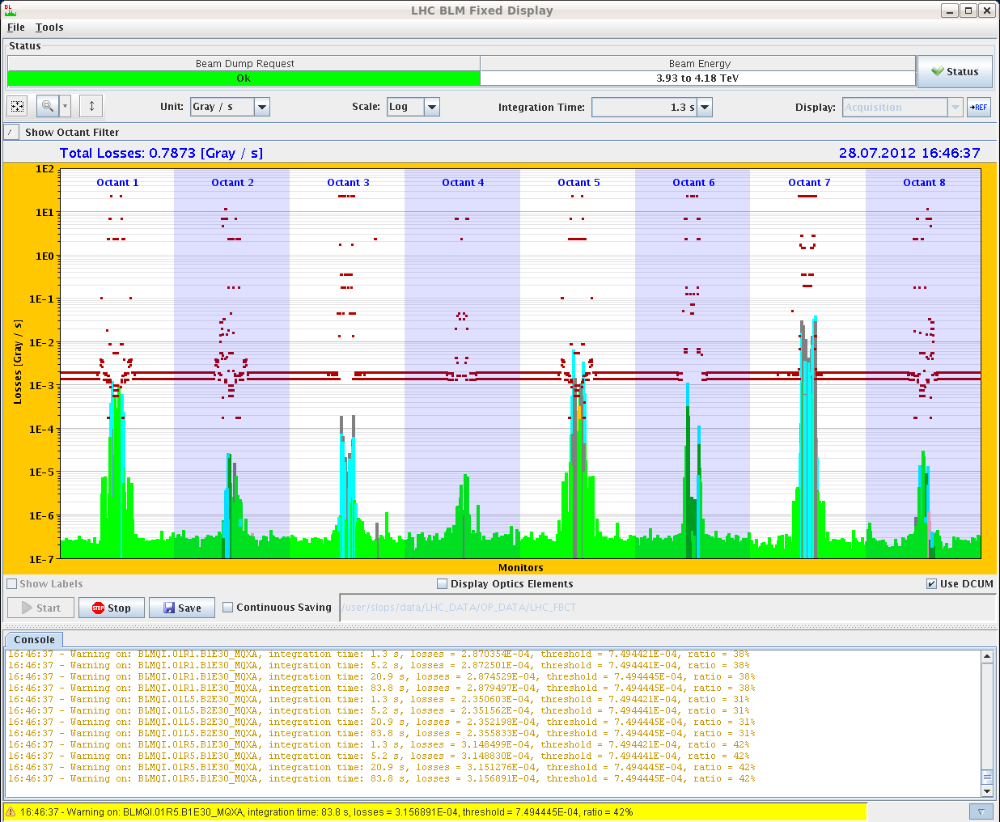 BL
LHC BLM Fixed Display
File Tools
Status
Beam Dump Request Beam Energy
Ok 3.93 to 4.18 TeV
Status
Unit: Gray / s Scale: Log Integration Time: 1.3 s Display: Acquisition REF
Show Octant Filter
Total Losses: 0.7873 [Gray / s] 28.07.2012 16:46:37
1E2
Octant 1 Octant 2 Octant 3 Octant 4 Octant 5 Octant 6 Octant 7 Octant 8
1E1
1E0
1E-1
1E-2
1E-3
1E-4
1E-5
1E-6
1E-7
Losses [Gray / s]
Monitors
Show Labels Display Optics Elements Use DCUM
Start STOP Stop Save Continuous Saving /user/slops/data/LHC_DATA/OP_DATA/LHC_FBCT
Console
16:46:37 - Warning on: BLMQI.01R1.B1E30_MQXA, integration time: 1.3 s, losses = 2.870354E-04, threshold = 7.494421E-04, ratio = 38%
16:46:37 - Warning on: BLMQI.01R1.B1E30_MQXA, integration time: 5.2 s, losses = 2.872501E-04, threshold = 7.494441E-04, ratio = 38%
16:46:37 - Warning on: BLMQI.01R1.B1E30_MQXA, integration time: 20.9 s, losses = 2.874529E-04, threshold = 7.494445E-04, ratio = 38%
16:46:37 - Warning on: BLMQI.01R1.B1E30_MQXA, integration time: 83.8 s, losses = 2.879497E-04, threshold = 7.494445E-04, ratio = 38%
16:46:37 - Warning on: BLMQI.01L5.B2E30_MQXA, integration time: 1.3 s, losses = 2.350603E-04, threshold = 7.494421E-04, ratio = 31%
16:46:37 - Warning on: BLMQI.01L5.B2E30_MQXA, integration time: 5.2 s, losses = 2.351562E-04, threshold = 7.494441E-04, ratio = 31%
16:46:37 - Warning on: BLMQI.01L5.B2E30_MQXA, integration time: 20.9 s, losses = 2.352198E-04, threshold = 7.494445E-04, ratio = 31%
16:46:37 - Warning on: BLMQI.01L5.B2E30_MQXA, integration time: 83.8 s, losses = 2.355833E-04, threshold = 7.494445E-04, ratio = 31%
16:46:37 - Warning on: BLMQI.01R5.B1E30_MQXA, integration time: 1.3 s, losses = 3.148499E-04, threshold = 7.494421E-04, ratio = 42%
16:46:37 - Warning on: BLMQI.01R5.B1E30_MQXA, integration time: 5.2 s, losses = 3.148830E-04, threshold = 7.494441E-04, ratio = 42%
16:46:37 - Warning on: BLMQI.01R5.B1E30_MQXA, integration time: 20.9 s, losses = 3.151276E-04, threshold = 7.494445E-04, ratio = 42%
16:46:37 - Warning on: BLMQI.01R5.B1E30_MQXA, integration time: 83.8 s, losses = 3.156891E-04, threshold = 7.494445E-04, ratio = 42%
16:46:37 - Warning on: BLMQI.01R5.B1E30_MQXA, integration time: 83.8 s, losses = 3.156891E-04, threshold = 7.494445E-04, ratio = 42%